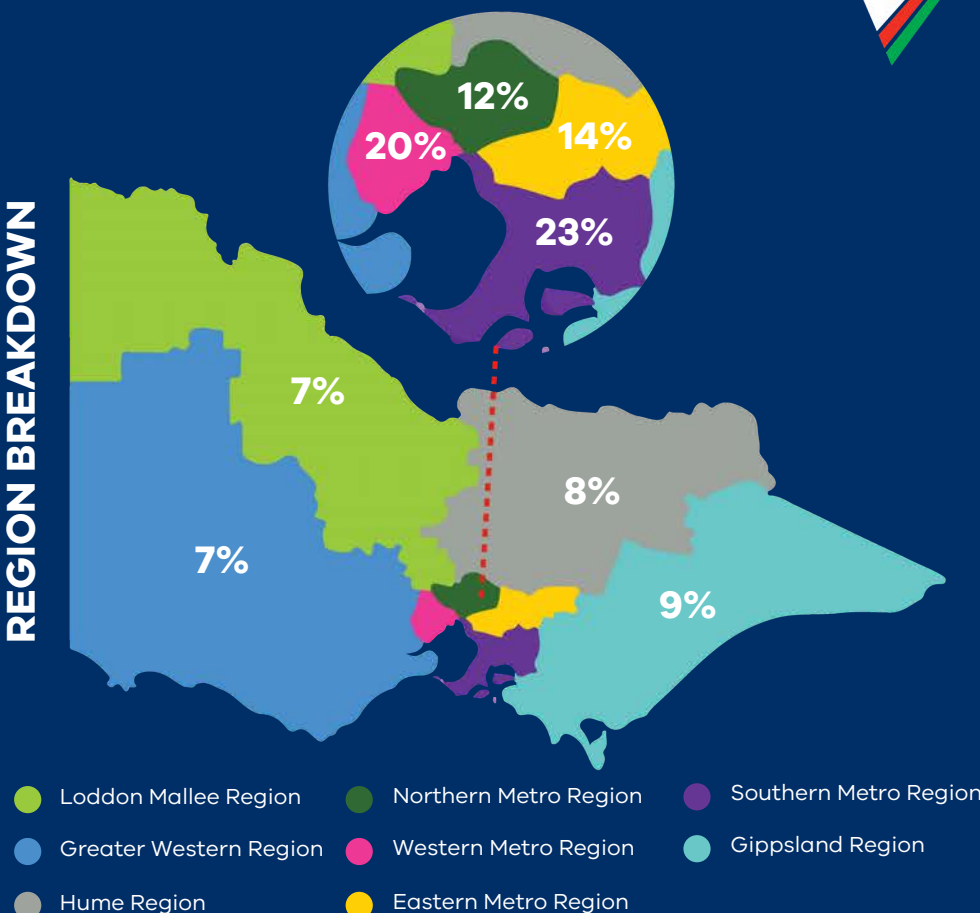 REGION BREAKDOWN
12%
20%
14%
23%
7%
7%
8%
9%
Loddon Mallee Region
Northern Metro Region
Southern Metro Region
Greater Western Region
Western Metro Region
Gippsland Region
Hume Region
Eastern Metro Region